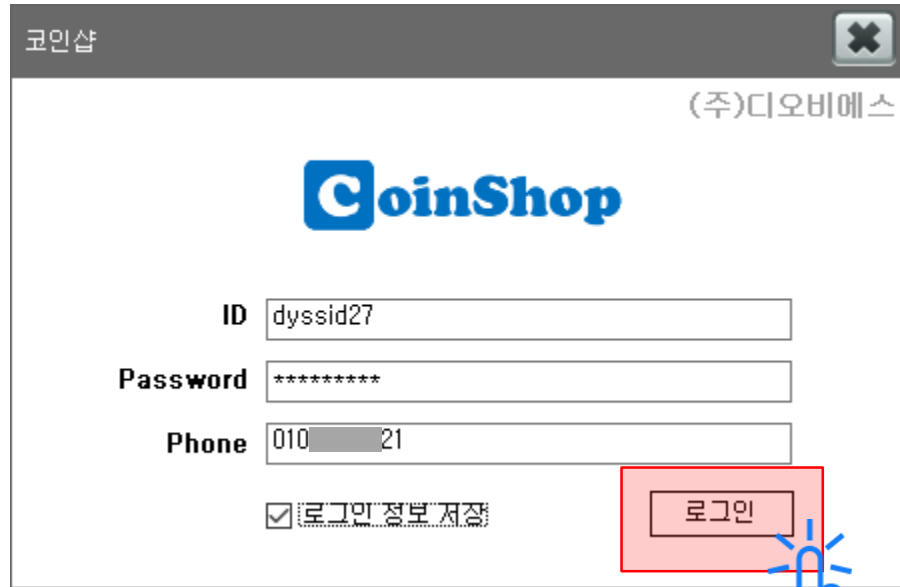 코인샵
(주)디오비에스
CoinShop
ID dyssid27
Password *********
Phone 010 21
로그인 정보 저장 로그인